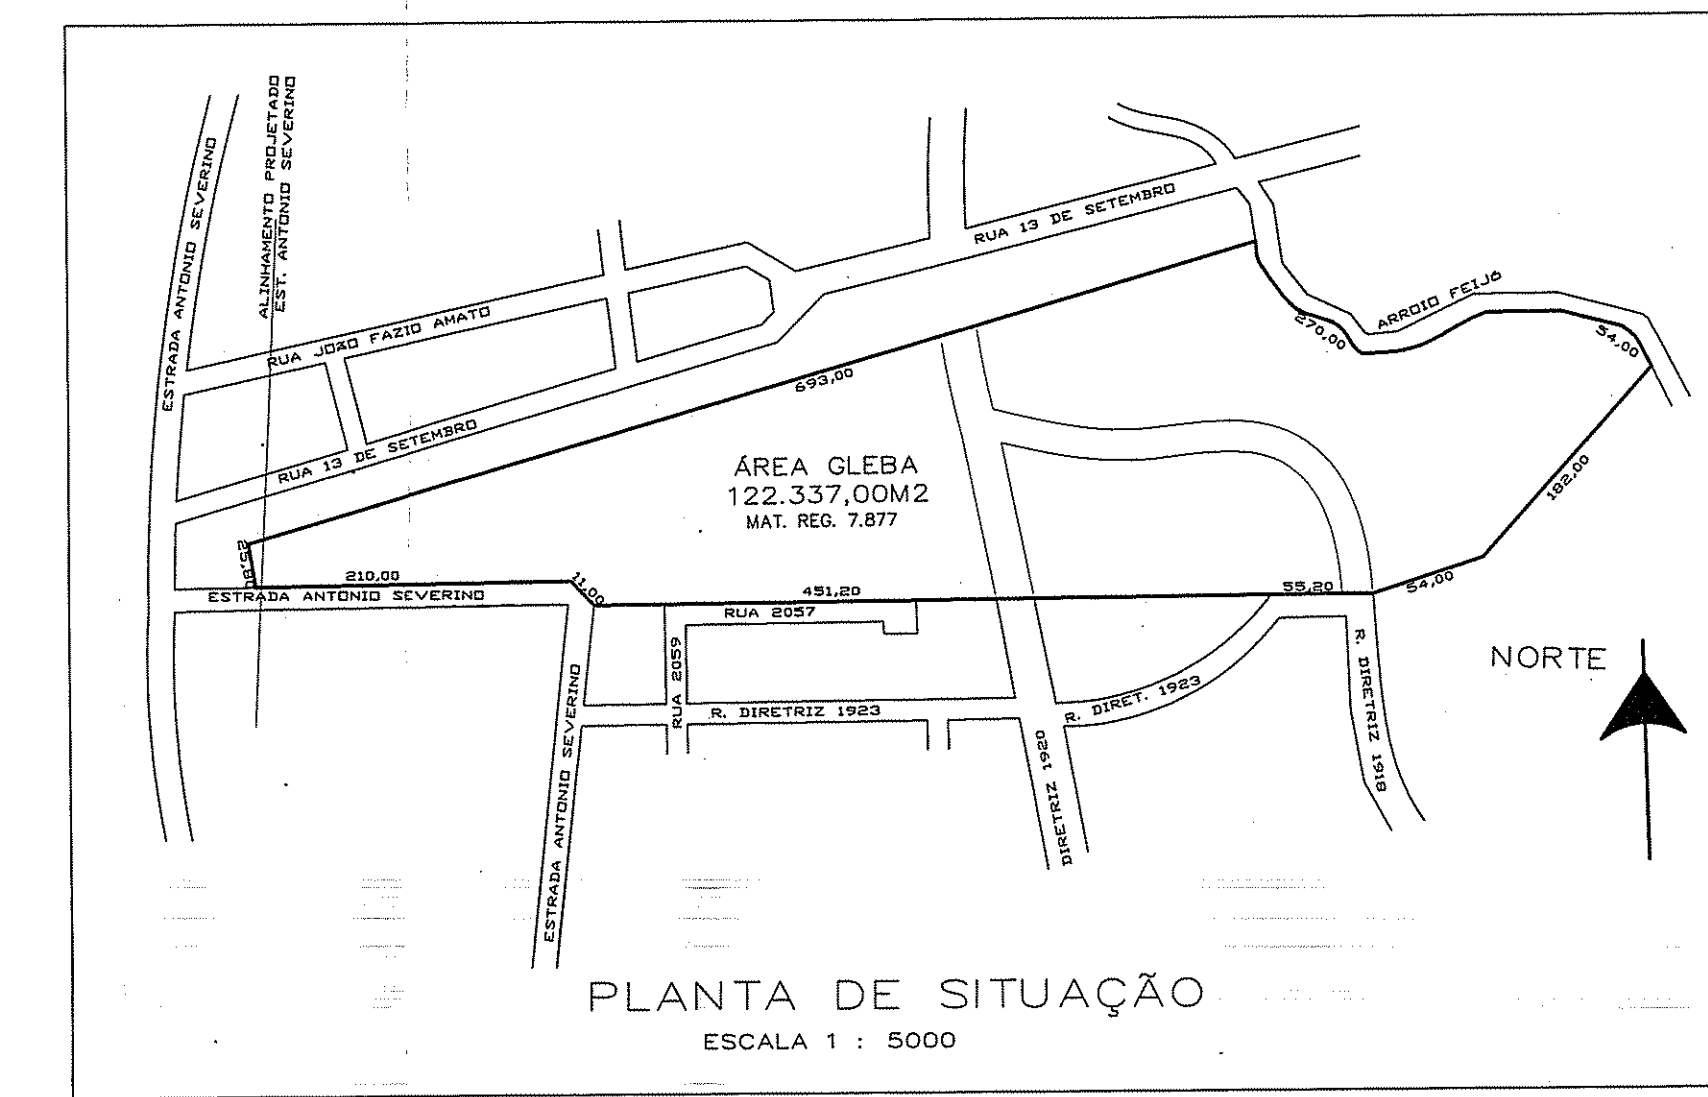 ESTRADA ANTONIO SEVERINO
ALINHAMENTO PROJETADO
EST. ANTONIO SEVERINO
RUA JOÃO FAZIO AMATO
RUA 13 DE SETEMBRO
RUA 13 DE SETEMBRO
ARROIO FEIJÓ
270,00
54,00
693,00
182,00
ÁREA GLEBA
122.337,00M2
MAT. REG. 7.877
25,80
210,00
11,00
451,20
55,20
54,00
ESTRADA ANTONIO SEVERINO
RUA 2057
RUA 2059
ESTRADA ANTONIO SEVERINO
R. DIRETRIZ 1923
R. DIRET. 1923
DIRETRIZ 1920
R. DIRETRIZ 1918
NORTE
PLANTA DE SITUAÇÃO
ESCALA 1 : 5000